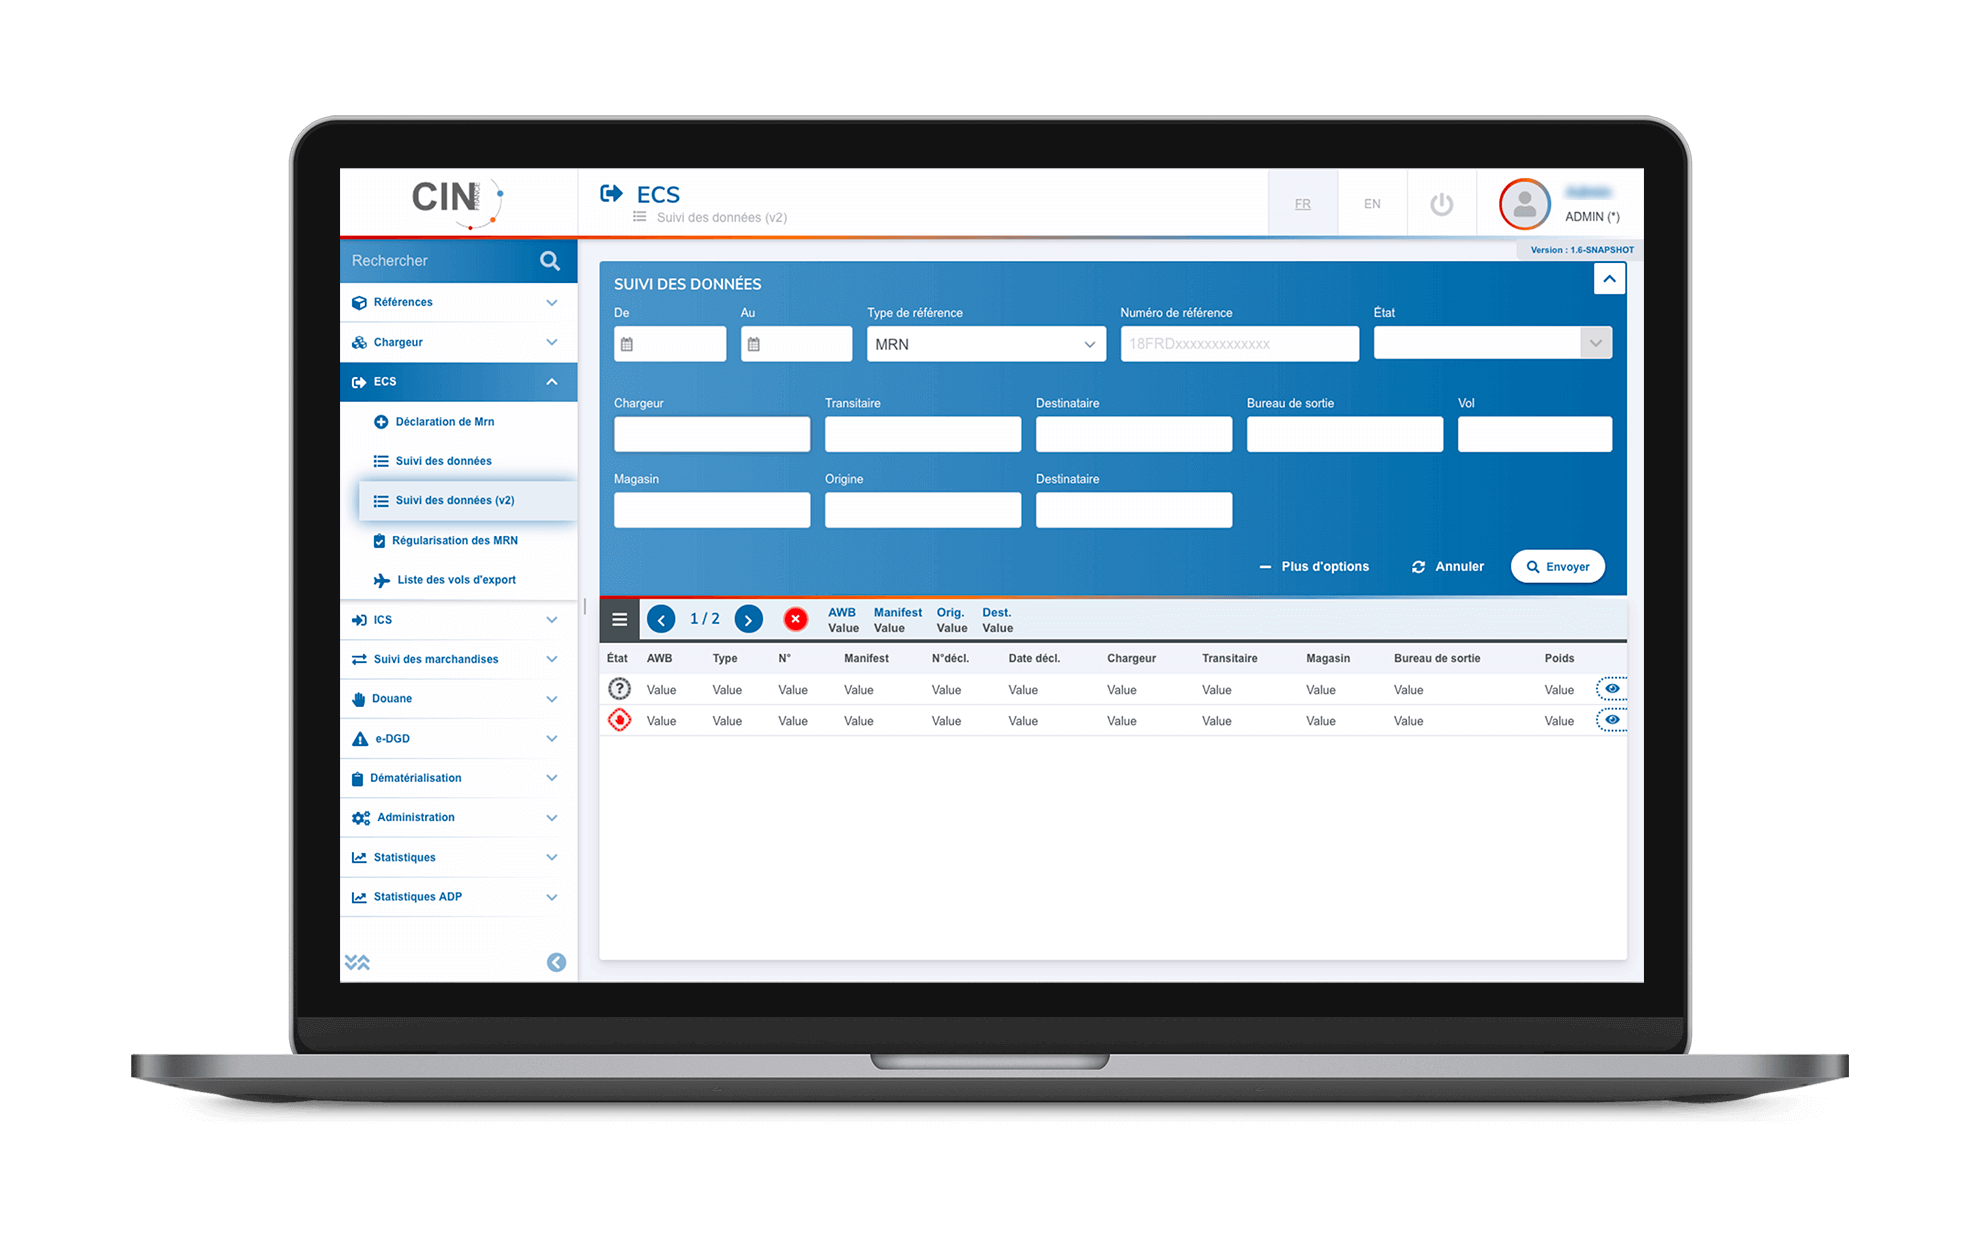 CIN FRANCE
ECS
Suivi des données (v2)
FR
EN
ADMIN (*)
Version : 1.6-SNAPSHOT
Rechercher
Références
Chargeur
ECS
Déclaration de Mrn
Suivi des données
Suivi des données (v2)
Régularisation des MRN
Liste des vols d'export
ICS
Suivi des marchandises
Douane
e-DGD
Dématérialisation
Administration
Statistiques
Statistiques ADP
SUIVI DES DONNÉES
De Au Type de référence Numéro de référence État
MRN 18FRDxxxxxxxxxxxxx
Chargeur Transitaire Destinataire Bureau de sortie Vol
Magasin Origine Destinataire
Plus d'options Annuler Envoyer
1 / 2
AWB Manifest Orig. Dest.
Value Value Value Value
État AWB Type N° Manifest N°décl. Date décl. Chargeur Transitaire Magasin Bureau de sortie Poids
? Value Value Value Value Value Value Value Value Value Value Value
Value Value Value Value Value Value Value Value Value Value Value